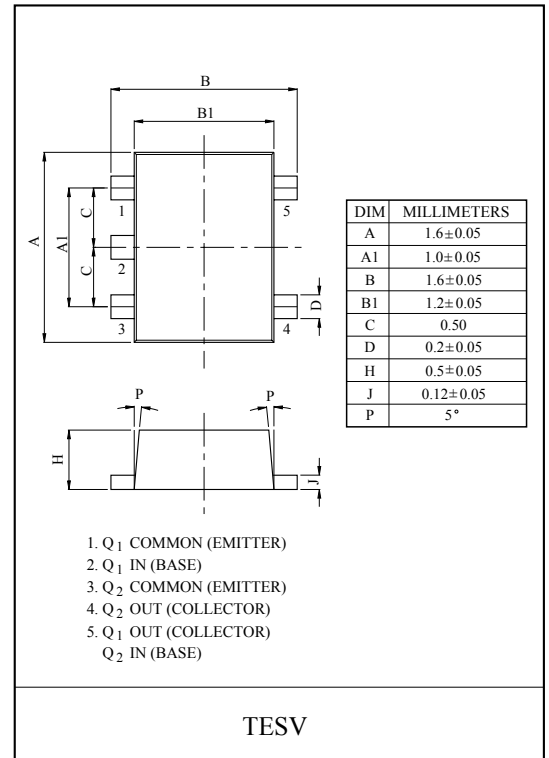 B
B1
1
5
C
A
A1
2
C
D
3
4
P
P
H
J
DIM MILLIMETERS
A 1.6±0.05
A1 1.0±0.05
B 1.6±0.05
B1 1.2±0.05
C 0.50
D 0.2±0.05
H 0.5±0.05
J 0.12±0.05
P 5°
1. Q1 COMMON (EMITTER)
2. Q1 IN (BASE)
3. Q2 COMMON (EMITTER)
4. Q2 OUT (COLLECTOR)
5. Q1 OUT (COLLECTOR)
Q2 IN (BASE)
TESV